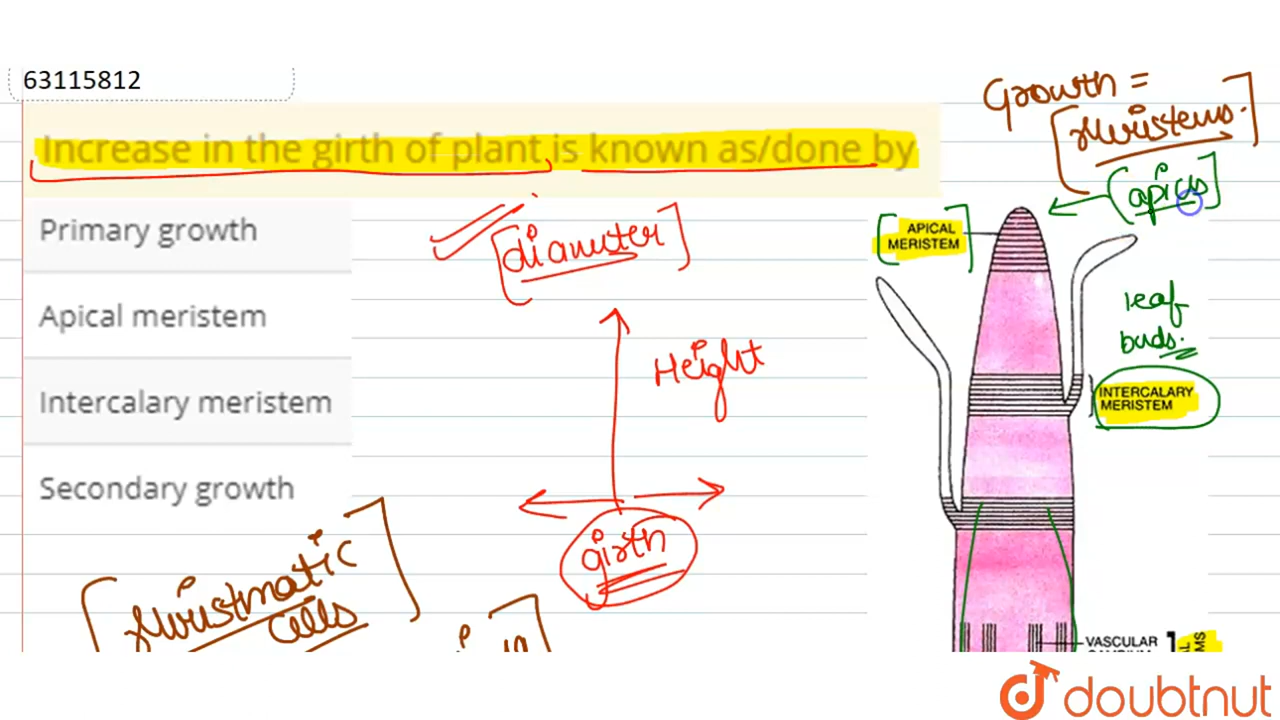 63115812
Increase in the girth of plant is known as/done by
Primary growth
Apical meristem
Intercalary meristem
Secondary growth
diameter
Height
girth
Meristmatic
cells
Growth =
Meristems.
apices
APICAL
MERISTEM
leaf
buds.
INTERCALARY
MERISTEM
VASCULAR
doubtnut